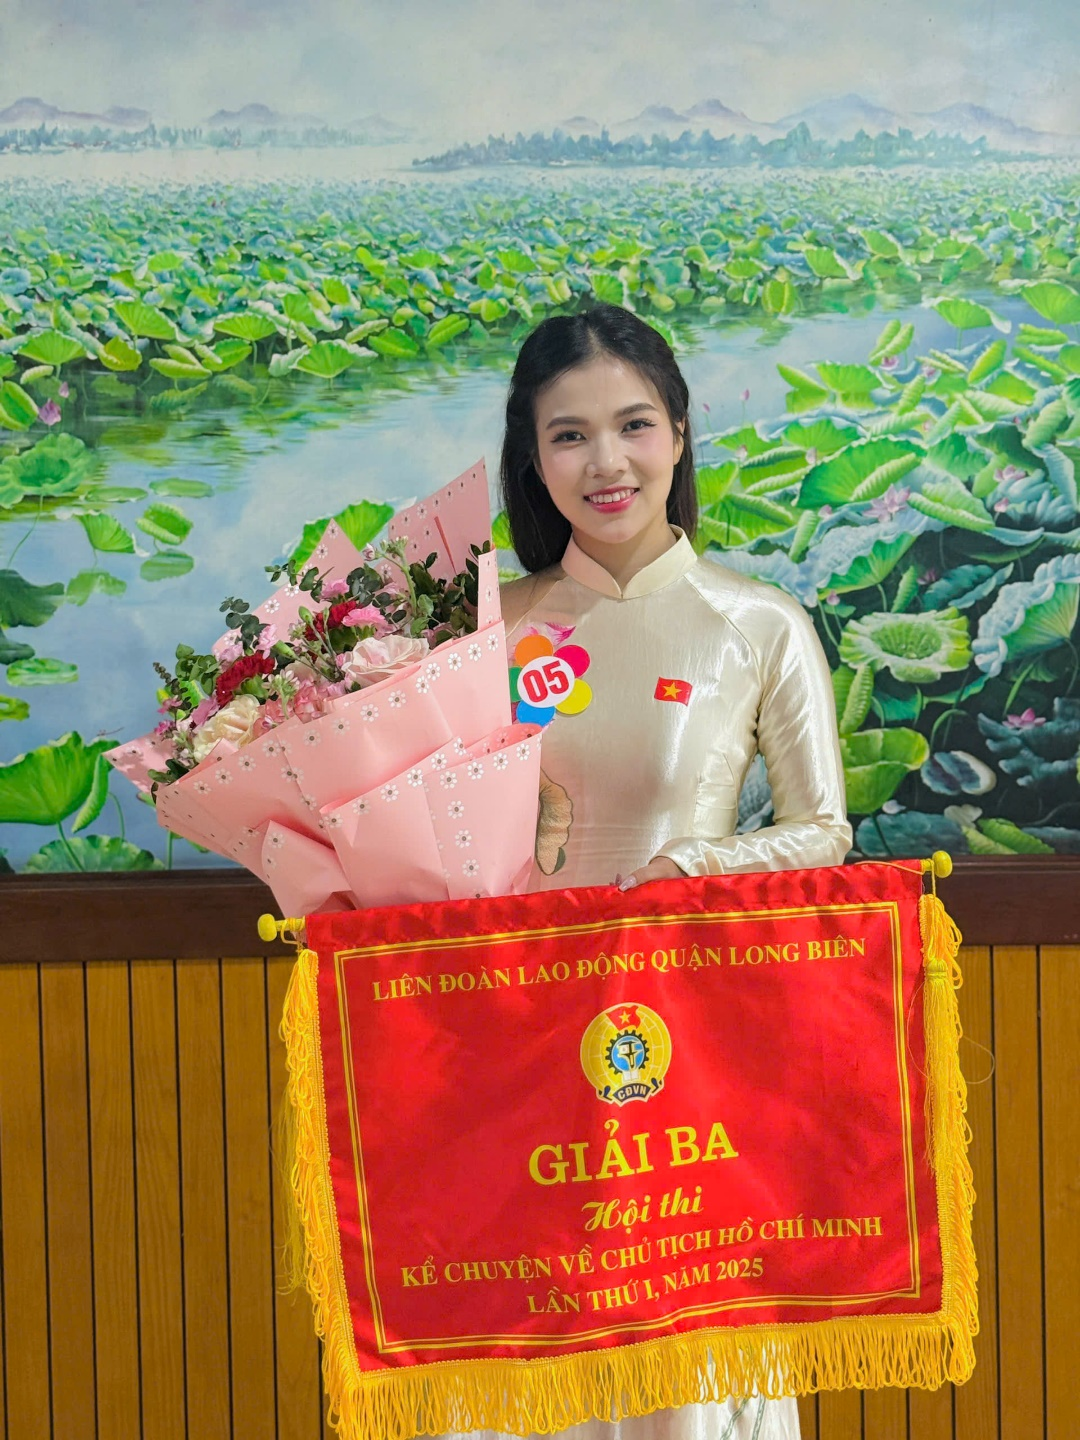 05
LIÊN ĐOÀN LAO ĐỘNG QUẬN LONG BIÊN
CĐVN
GIẢI BA
Hội thi
KỂ CHUYỆN VỀ CHỦ TỊCH HỒ CHÍ MINH
LẦN THỨ I, NĂM 2025